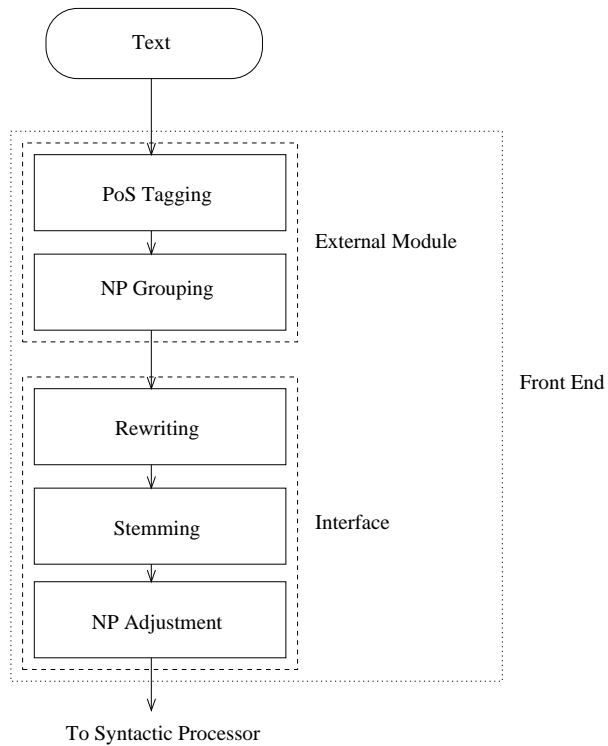 Text
PoS Tagging
External Module
NP Grouping
Front End
Rewriting
Stemming
Interface
NP Adjustment
To Syntactic Processor